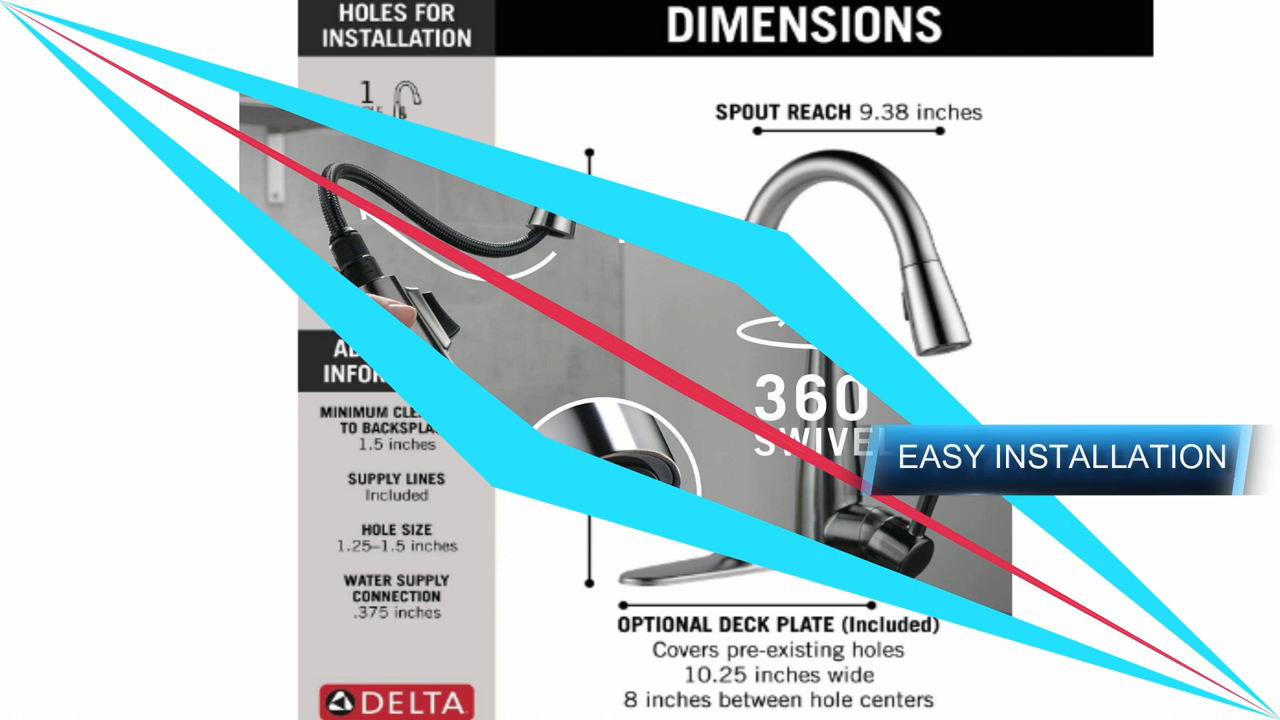 HOLES FOR
INSTALLATION
DIMENSIONS
1
SPOUT REACH 9.38 inches
360
SWIVEL
EASY INSTALLATION
MINIMUM
TO
1.5 inches
SUPPLY LINES
Included
HOLE SIZE
1.25–1.5 inches
WATER SUPPLY
CONNECTION
.375 inches
OPTIONAL DECK PLATE (Included)
Covers pre-existing holes
10.25 inches wide
8 inches between hole centers
DELTA